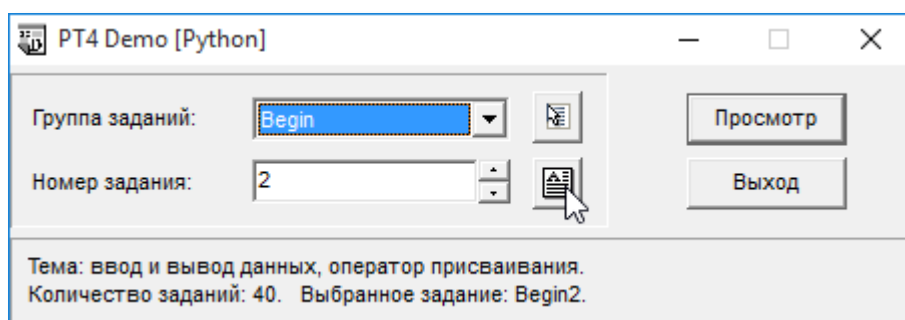 PT4 Demo [Python]
Группа заданий: Begin Просмотр
Номер задания: 2 Выход
Тема: ввод и вывод данных, оператор присваивания.
Количество заданий: 40. Выбранное задание: Begin2.